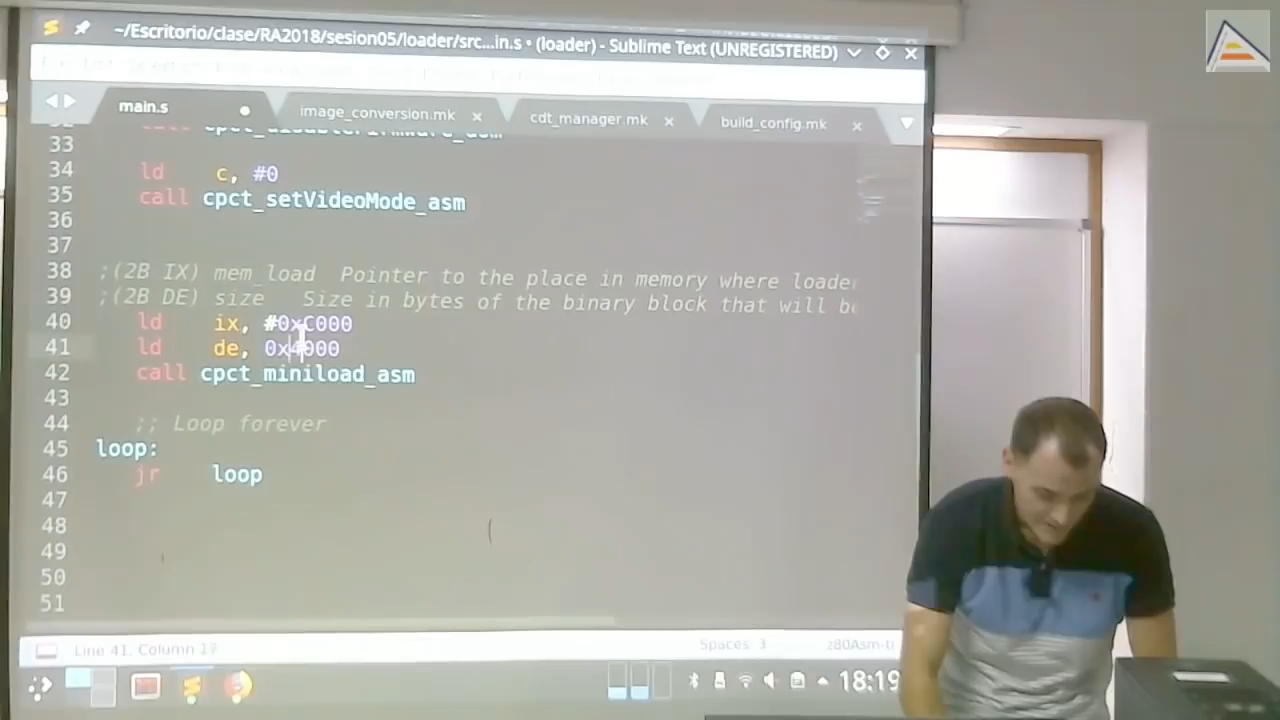 ~/Escritorio/clase/RA2018/sesion05/loader/src...in.s • (loader) - Sublime Text (UNREGISTERED)
main.s image_conversion.mk cdt_manager.mk build_config.mk
33
34 ld c, #0
35 call cpct_setVideoMode_asm
36
37
38 ;(2B IX) mem_load Pointer to the place in memory where loader
39 ;(2B DE) size Size in bytes of the binary block that will be
40 ld ix, #0xC000
41 ld de, 0x4000
42 call cpct_miniload_asm
43
44 ;; Loop forever
45 loop:
46 jr loop
47
48
49
50
51
Line 41, Column 17 Spaces: 3
18:19